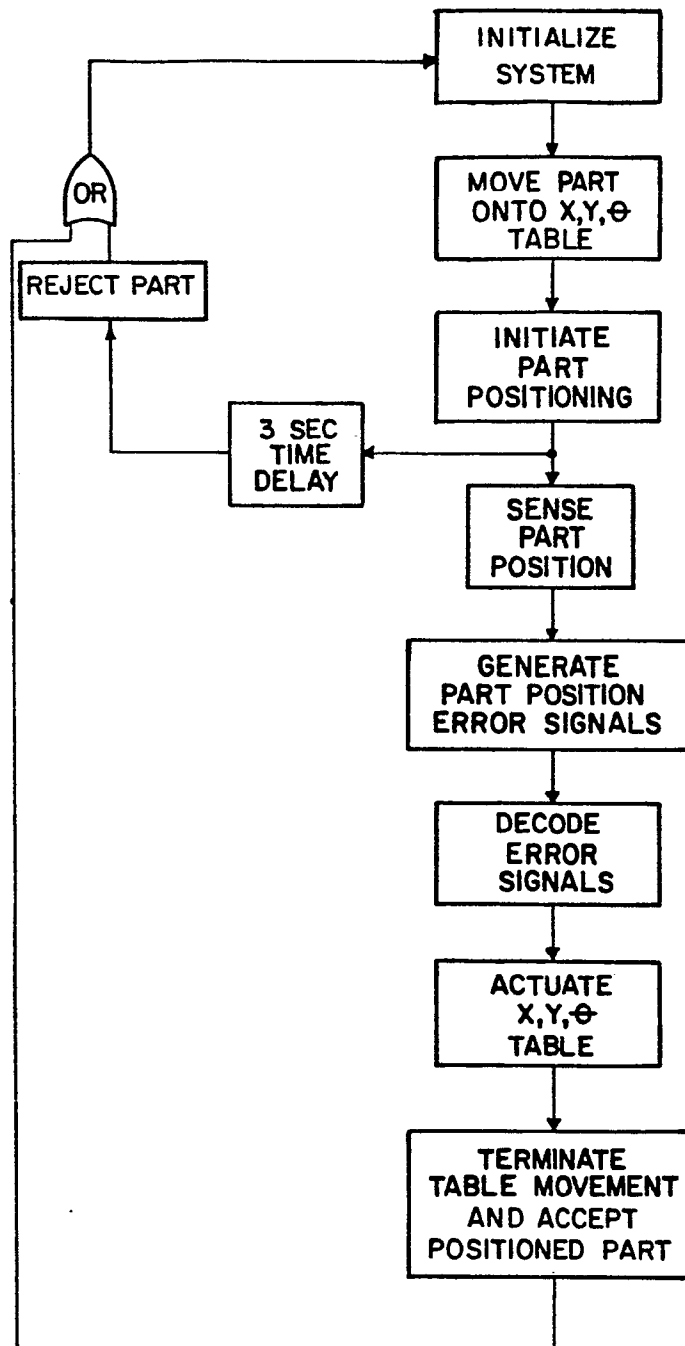 INITIALIZE
SYSTEM
MOVE PART
ONTO X,Y,Θ
TABLE
OR
REJECT PART
INITIATE
PART
POSITIONING
3 SEC
TIME
DELAY
SENSE
PART
POSITION
GENERATE
PART POSITION
ERROR SIGNALS
DECODE
ERROR
SIGNALS
ACTUATE
X,Y,Θ
TABLE
TERMINATE
TABLE MOVEMENT
AND ACCEPT
POSITIONED PART